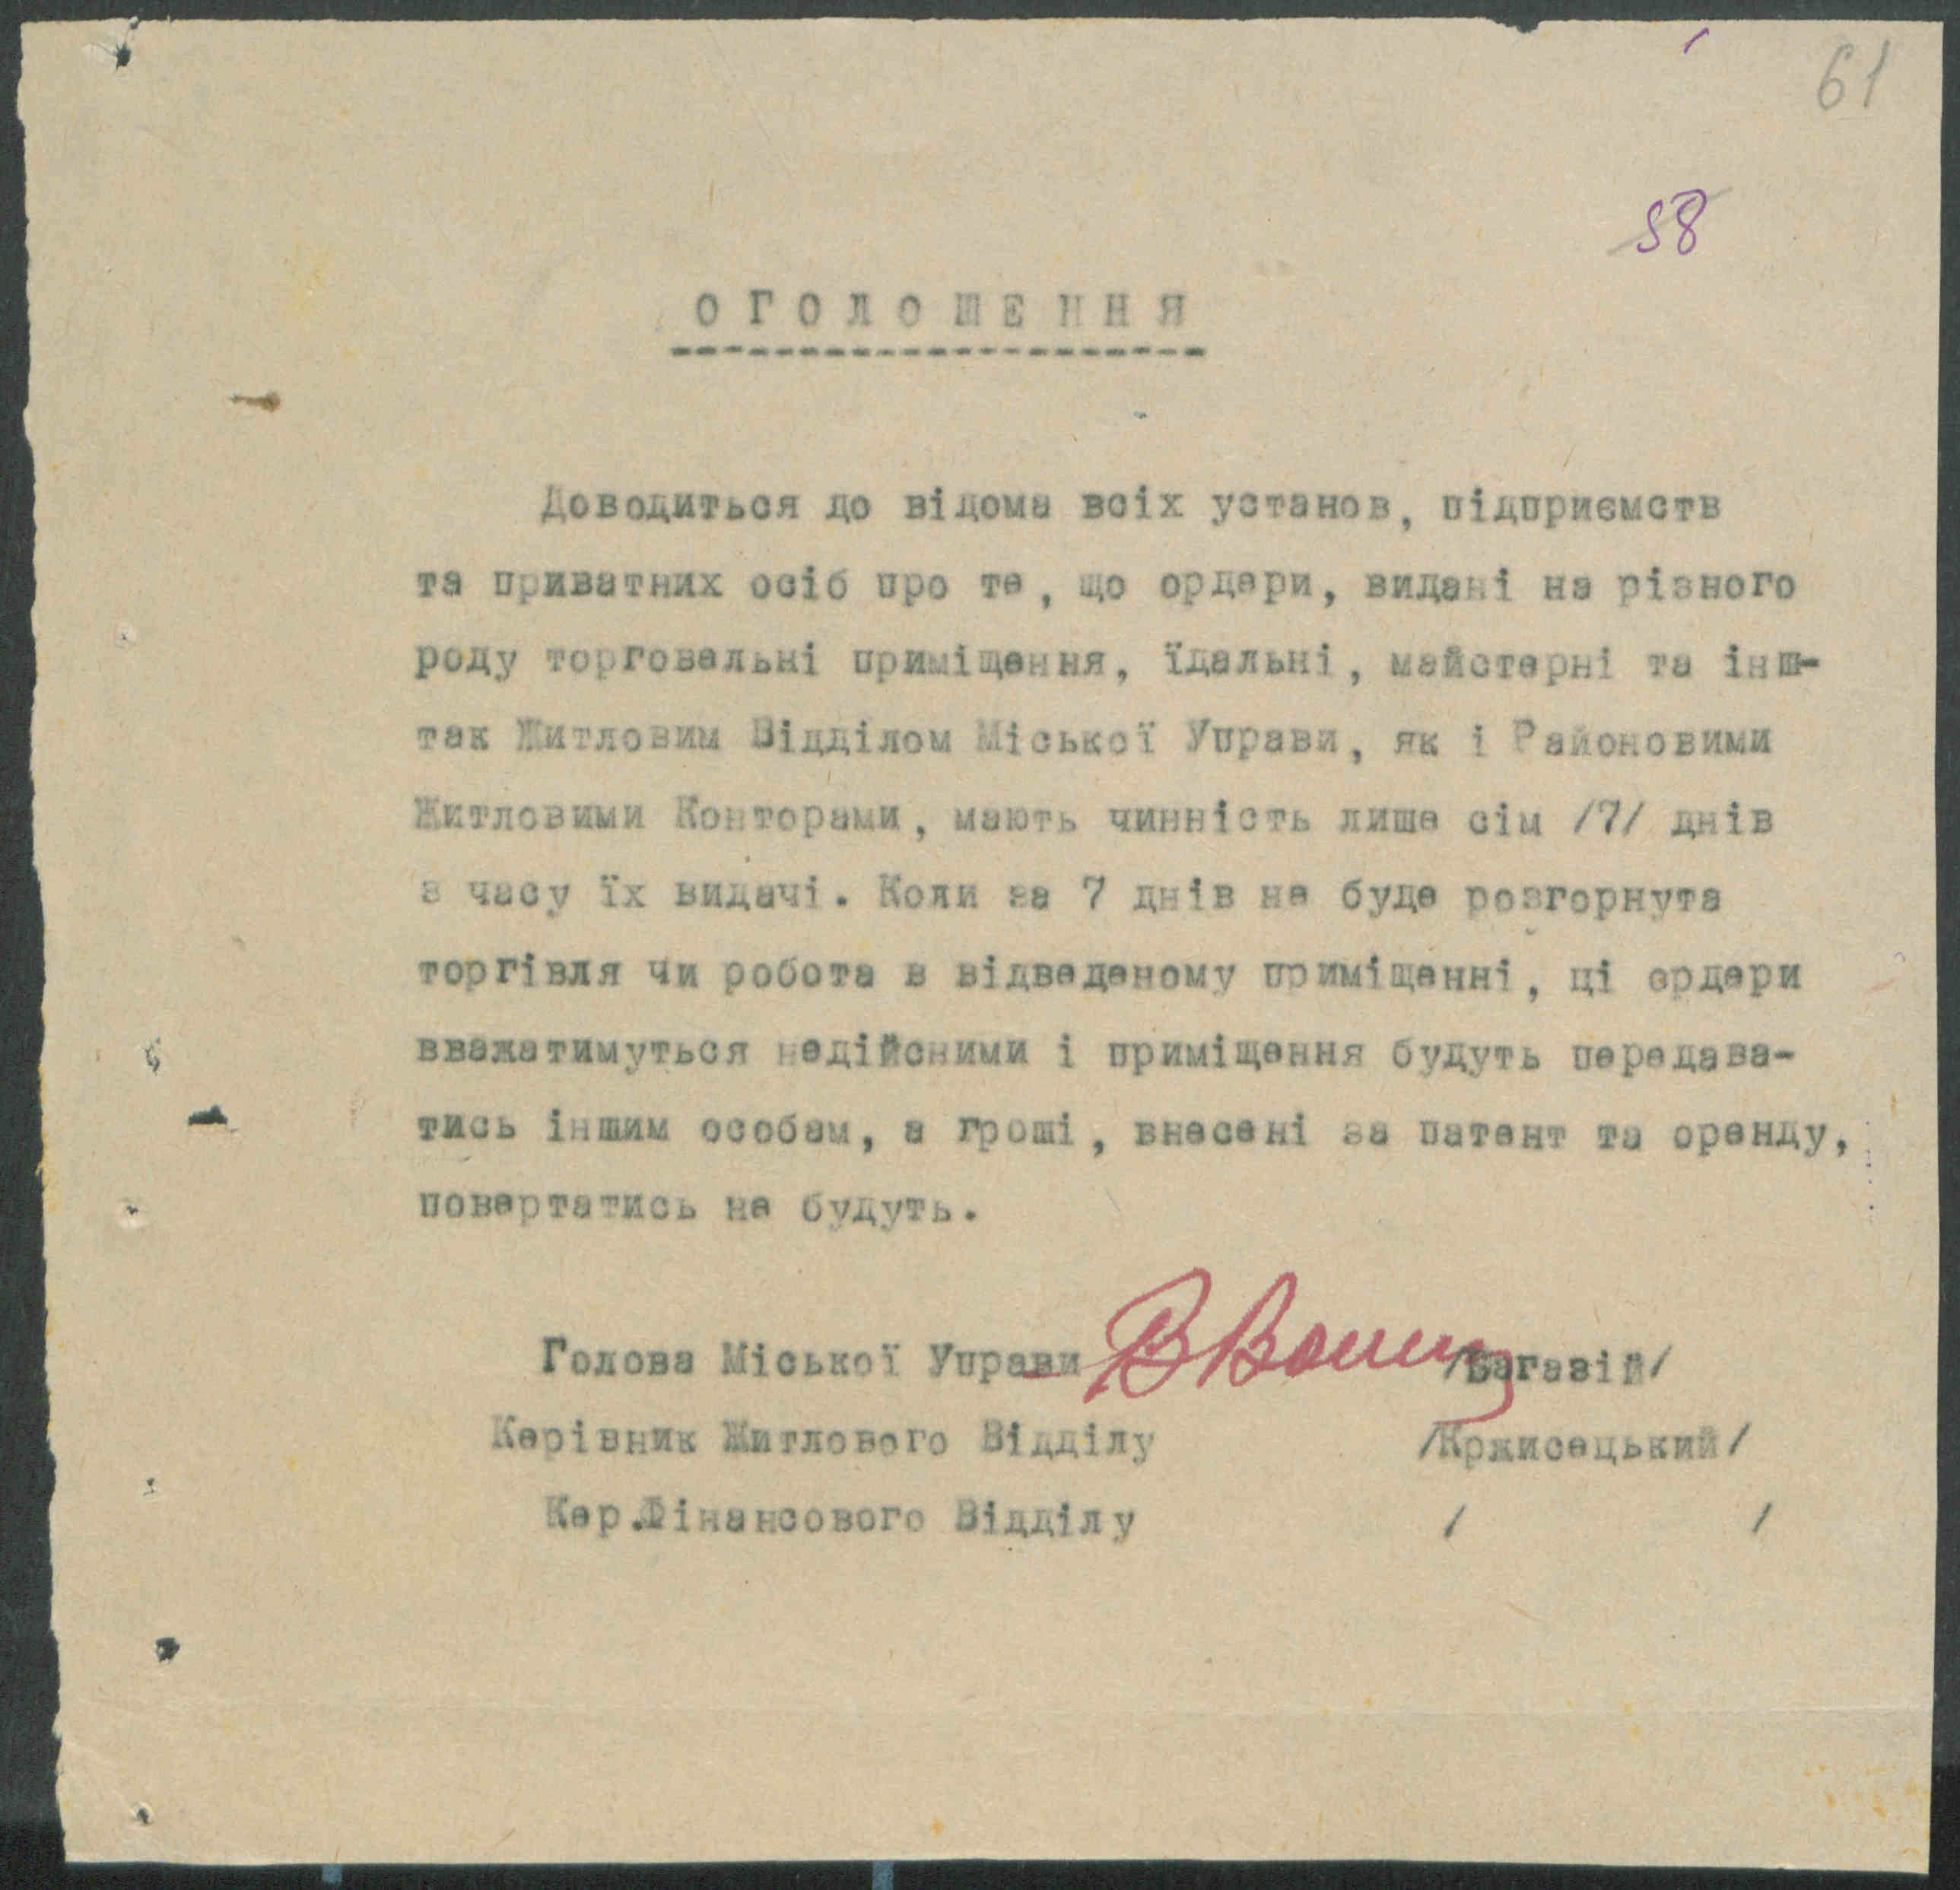 61
58
ОГОЛОШЕННЯ
Доводиться до відома всіх установ, підприємств
та приватних осіб про те, що ордери, видані на різного
роду торговельні приміщення, їдальні, майстерні та інш-
так Житловим Відділом Міської Управи, як і Районовими
Житловими Конторами, мають чинність лише сім /7/ днів
з часу їх видачі. Коли за 7 днів не буде розгорнута
торгівля чи робота в відведеному приміщенні, ці ордери
вважатимуться недійсними і приміщення будуть передава-
тись іншим особам, а гроші, внесені за патент та оренду,
повертатись не будуть.
Голова Міської Управи /Багазій/
Керівник Житлового Відділу /Кржисецький/
Кер.Фінансового Відділу / /